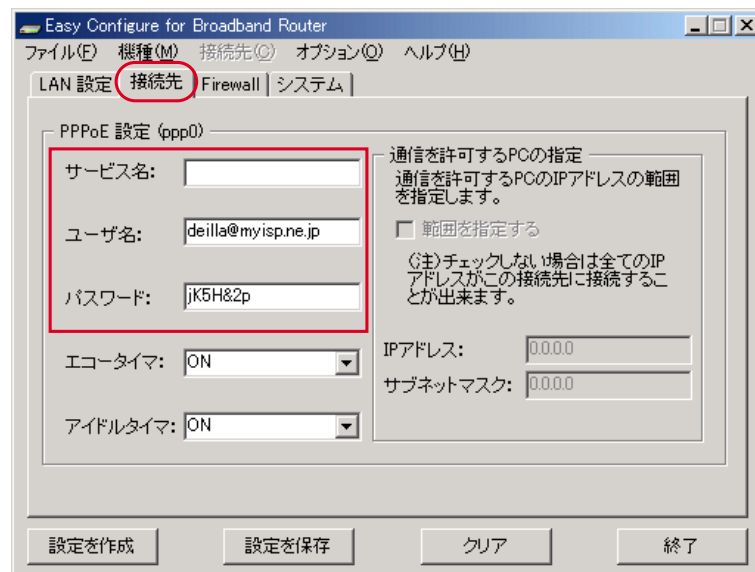 Easy Configure for Broadband Router
ファイル(F) 機種(M) 接続先(C) オプション(O) ヘルプ(H)
LAN 設定 接続先 Firewall システム
PPPoE 設定 (ppp0)
サービス名:
ユーザ名: deilla@myisp.ne.jp
パスワード: jK5H&2p
エコータイマ: ON
アイドルタイマ: ON
通信を許可するPCの指定
通信を許可するPCのIPアドレスの範囲
を指定します。
範囲を指定する
(注)チェックしない場合は全てのIP
アドレスがこの接続先に接続するこ
とが出来ます。
IPアドレス: 0.0.0.0
サブネットマスク: 0.0.0.0
設定を作成 設定を保存 クリア 終了